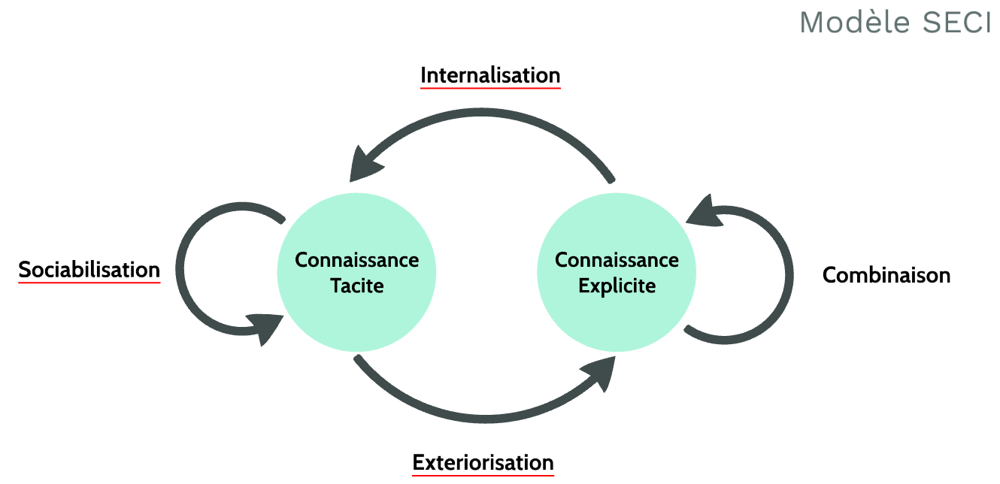 Modèle SECI
Internalisation
Sociabilisation
Connaissance
Tacite
Connaissance
Explicite
Combinaison
Exteriorisation